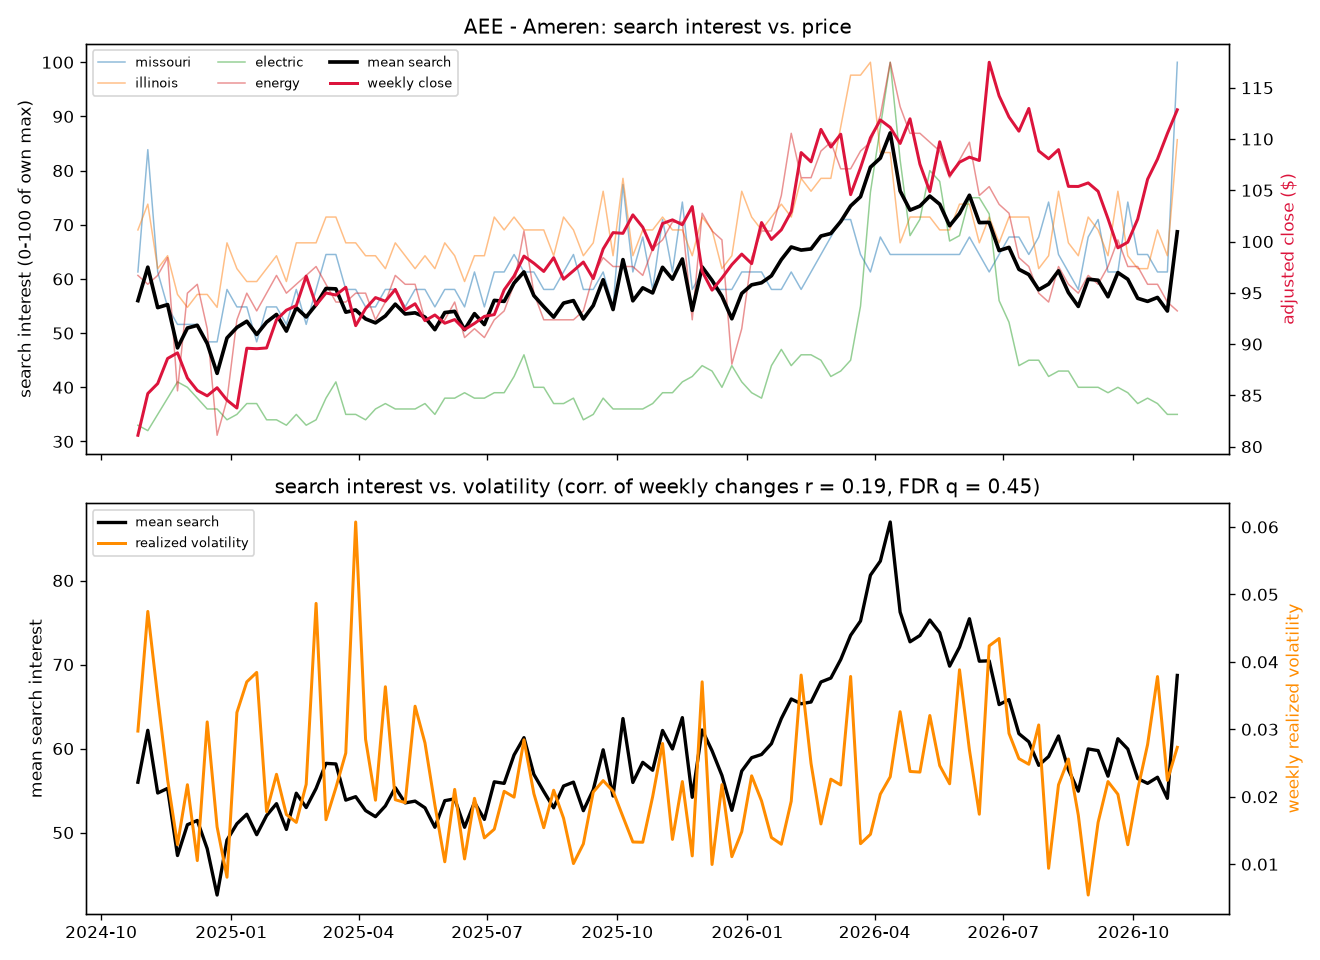 AEE - Ameren: search interest vs. price
missouri
illinois
electric
energy
mean search
weekly close
search interest (0-100 of own max)
100
90
80
70
60
50
40
30
115
110
105
100
95
90
85
80
adjusted close ($)
search interest vs. volatility (corr. of weekly changes r = 0.19, FDR q = 0.45)
mean search
realized volatility
mean search interest
80
70
60
50
0.06
0.05
0.04
0.03
0.02
0.01
weekly realized volatility
2024-10
2025-01
2025-04
2025-07
2025-10
2026-01
2026-04
2026-07
2026-10